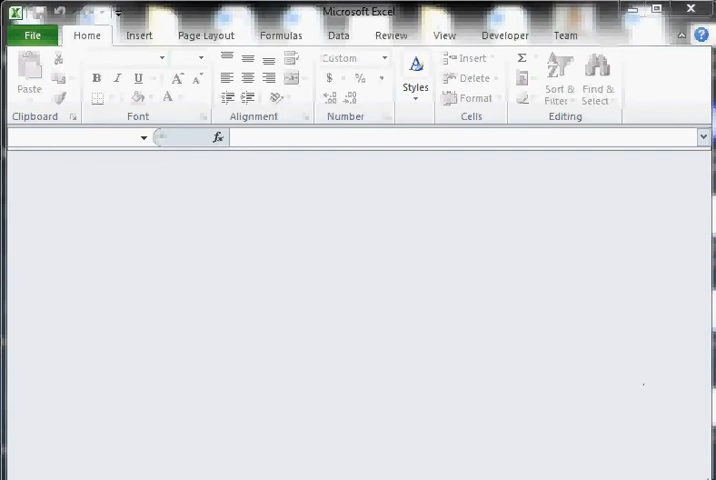 Microsoft Excel
File Home Insert Page Layout Formulas Data Review View Developer Team
Custom
Insert
Delete
Format
Paste
B I U
A A
A
$ % ,
Σ
Styles
Sort & Filter
Find & Select
Clipboard Font Alignment Number Cells Editing
fx